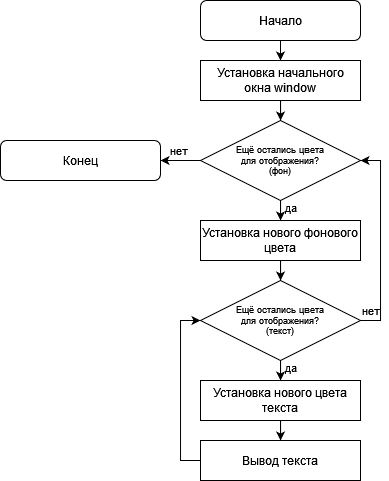 Начало
Установка начального
окна window
Ещё остались цвета
для отображения?
(фон)
нет
Конец
да
Установка нового фонового
цвета
Ещё остались цвета
для отображения?
(текст)
нет
да
Установка нового цвета
текста
Вывод текста